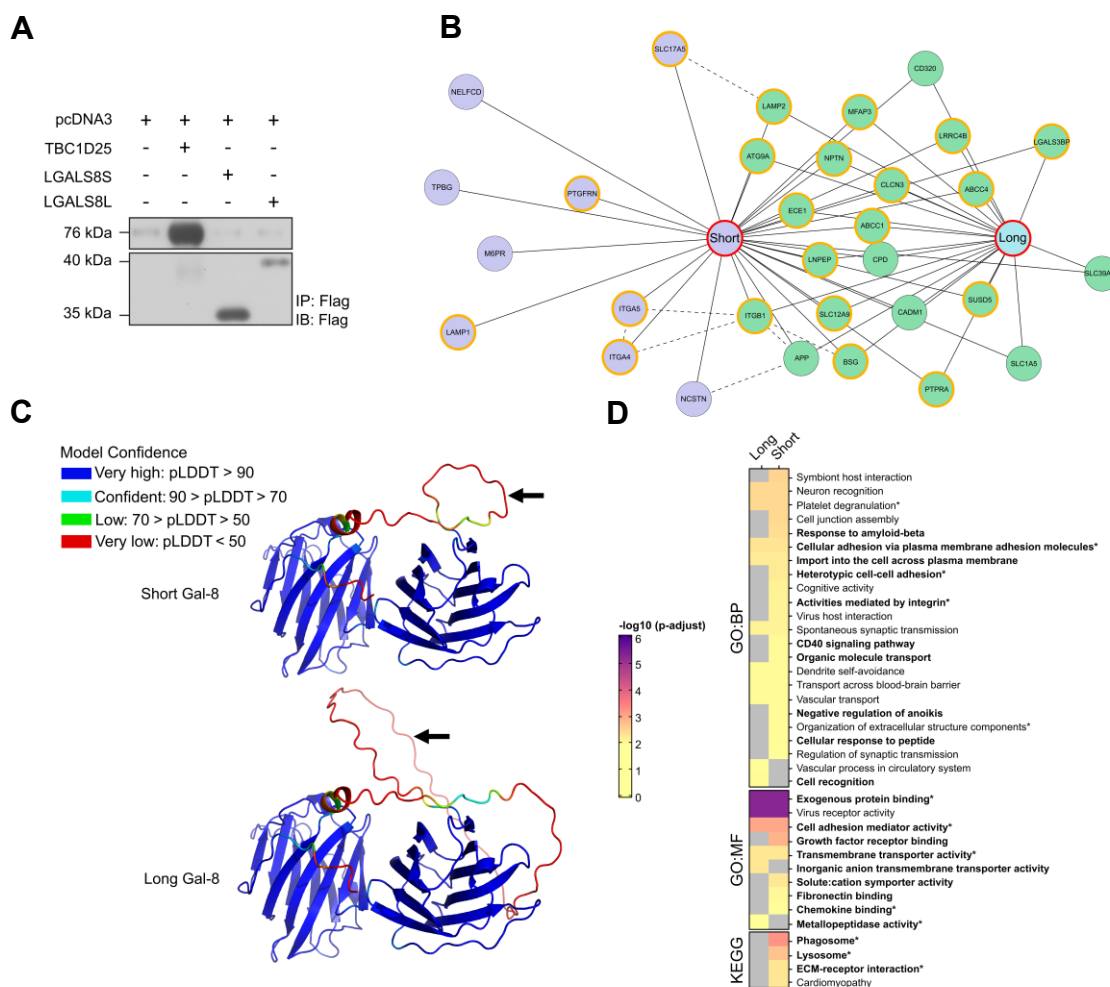 A
pcDNA3 + + + +
TBC1D25 - + - -
LGALS8S - - + -
LGALS8L - - - +
76 kDa
40 kDa
35 kDa
IP: Flag
IB: Flag
B
SLC17A5
NELFCD
CD320
LAMP2
MFAP3
LRRC4B
LGALS3BP
ATG9A
NPTN
TPBG
PTGFRN
CLCN3
ABCC4
ECE1
ABCC1
Short
Long
M6PR
LNPEP
CPD
SLC39A
ITGA5
ITGB1
SLC12A9
CADM1
SUSD5
LAMP1
ITGA4
APP
BSG
SLC1A5
NCSTN
PTPRA
C
Model Confidence
Very high: pLDDT > 90
Confident: 90 > pLDDT > 70
Low: 70 > pLDDT > 50
Very low: pLDDT < 50
Short Gal-8
Long Gal-8
D
Long
Short
-log10 (p-adjust)
6
5
4
3
2
1
0
GO:BP
Symbiont host interaction
Neuron recognition
Platelet degranulation*
Cell junction assembly
Response to amyloid-beta
Cellular adhesion via plasma membrane adhesion molecules*
Import into the cell across plasma membrane
Heterotypic cell-cell adhesion*
Cognitive activity
Activities mediated by integrin*
Virus host interaction
Spontaneous synaptic transmission
CD40 signaling pathway
Organic molecule transport
Dendrite self-avoidance
Transport across blood-brain barrier
Vascular transport
Negative regulation of anoikis
Organization of extracellular structure components*
Cellular response to peptide
Regulation of synaptic transmission
Vascular process in circulatory system
Cell recognition
GO:MF
Exogenous protein binding*
Virus receptor activity
Cell adhesion mediator activity*
Growth factor receptor binding
Transmembrane transporter activity*
Inorganic anion transmembrane transporter activity
Solute:cation symporter activity
Fibronectin binding
Chemokine binding*
Metallopeptidase activity*
KEGG
Phagosome*
Lysosome*
ECM-receptor interaction*
Cardiomyopathy